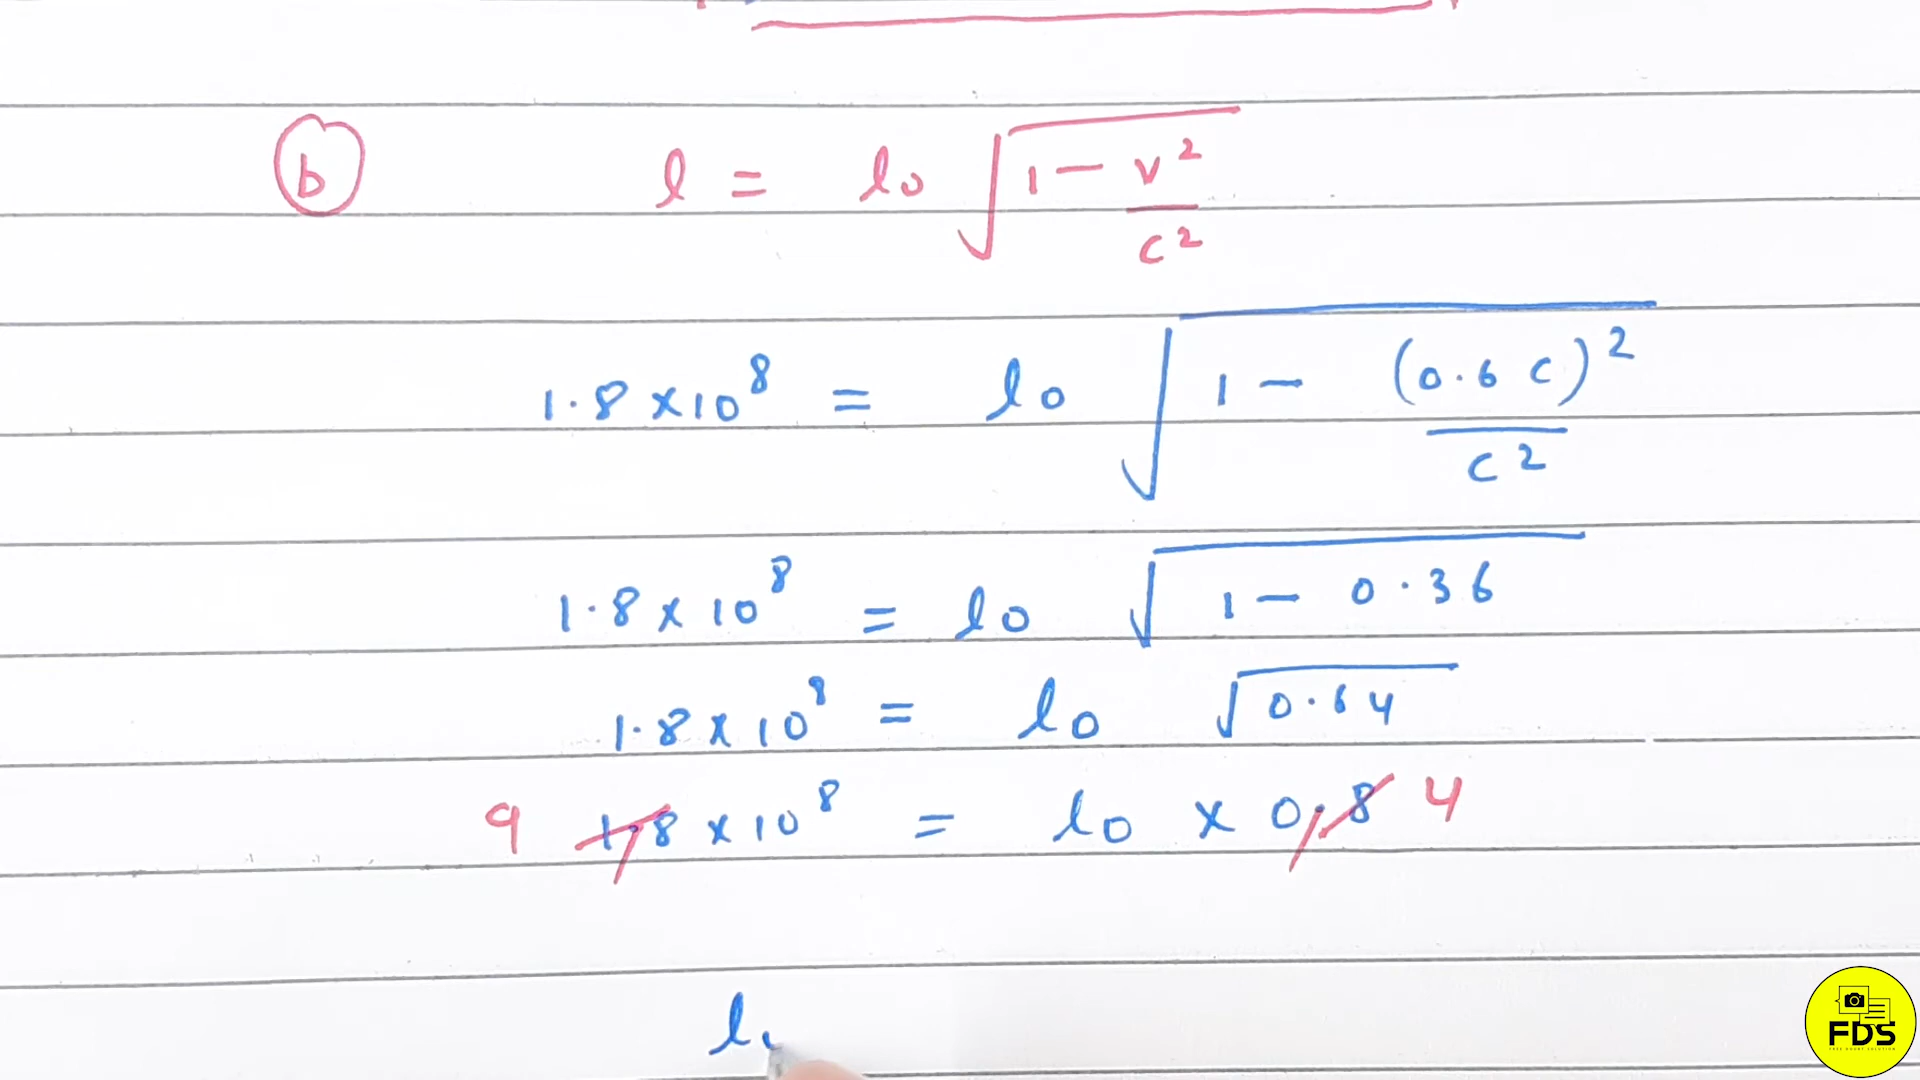 b l = l0 √1 - v²/c²
1.8 × 10⁸ = l0 √1 - (0.6 c)²/c²
1.8 × 10⁸ = l0 √1 - 0.36
1.8 × 10⁸ = l0 √0.64
9 1.8 × 10⁸ = l0 × 0.8 4
l
FDS